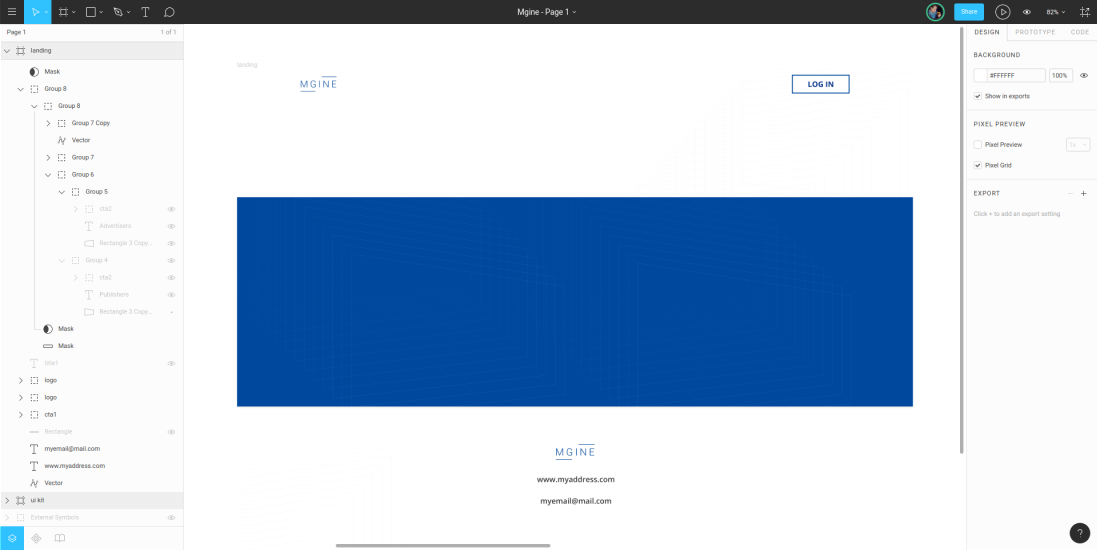 Mgine - Page 1
Share
82%
Page 1
1 of 1
landing
Mask
Group 8
Group 8
Group 7 Copy
Vector
Group 7
Group 6
Group 5
cta2
Advertisers
Rectangle 3 Copy...
Group 4
cta2
Publishers
Rectangle 3 Copy...
Mask
Mask
title1
logo
logo
cta1
Rectangle
myemail@mail.com
www.myaddress.com
Vector
ui kit
External Symbols
landing
MGINE
LOG IN
MGINE
www.myaddress.com
myemail@mail.com
DESIGN
PROTOTYPE
CODE
BACKGROUND
#FFFFFF
100%
Show in exports
PIXEL PREVIEW
Pixel Preview
1x
Pixel Grid
EXPORT
Click + to add an export setting
?